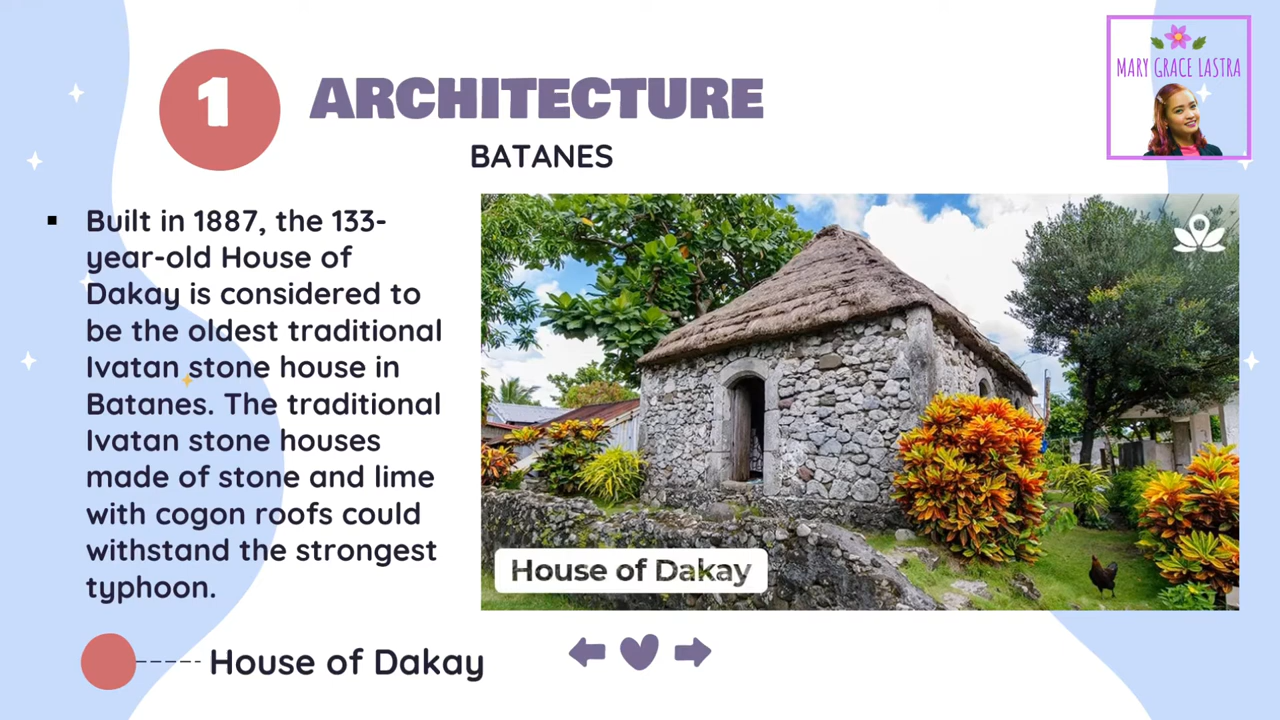 1
ARCHITECTURE
BATANES
MARY GRACE LASTRA
▪ Built in 1887, the 133-
year-old House of
Dakay is considered to
be the oldest traditional
Ivatan stone house in
Batanes. The traditional
Ivatan stone houses
made of stone and lime
with cogon roofs could
withstand the strongest
typhoon.
House of Dakay
House of Dakay